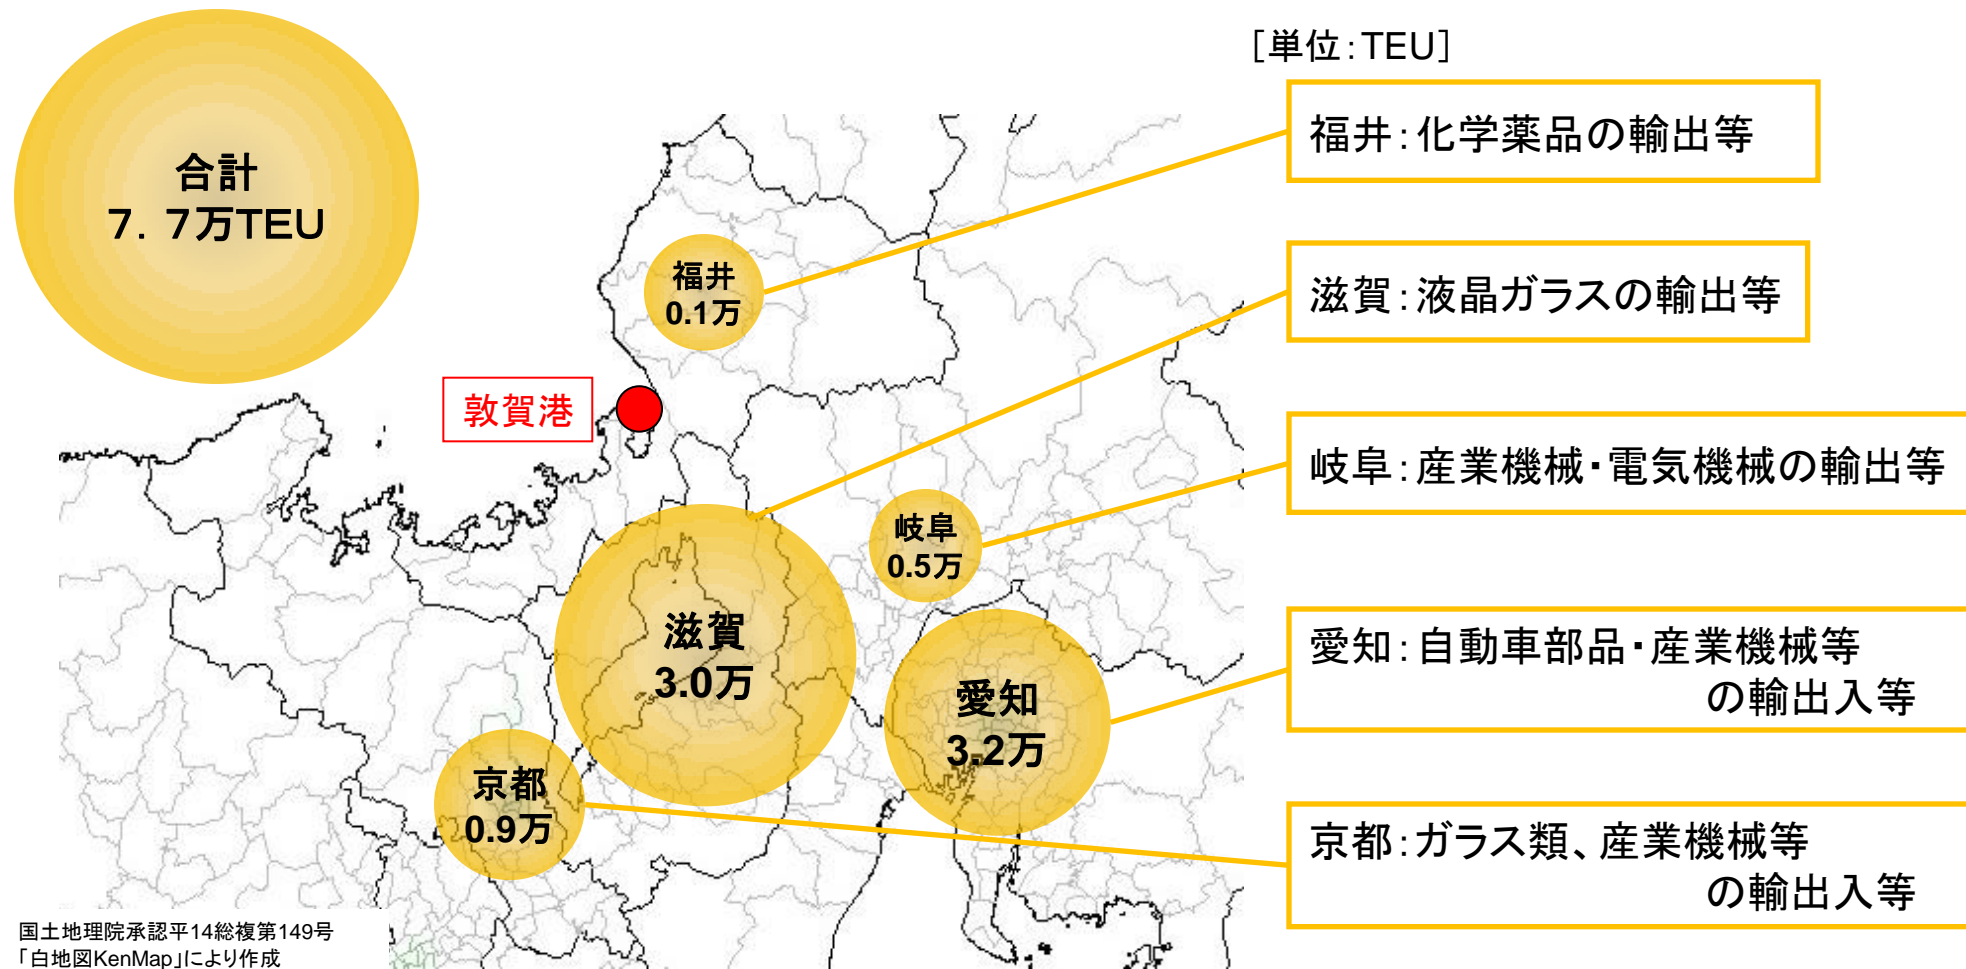 合計
7．7万TEU
［単位：TEU］
福井：化学薬品の輸出等
福井
0.1万
滋賀：液晶ガラスの輸出等
敦賀港
岐阜：産業機械・電気機械の輸出等
岐阜
0.5万
滋賀
3.0万
愛知：自動車部品・産業機械等
の輸出入等
愛知
3.2万
京都
0.9万
京都：ガラス類、産業機械等
の輸出入等
国土地理院承認平14総複第149号
「白地図KenMap」により作成